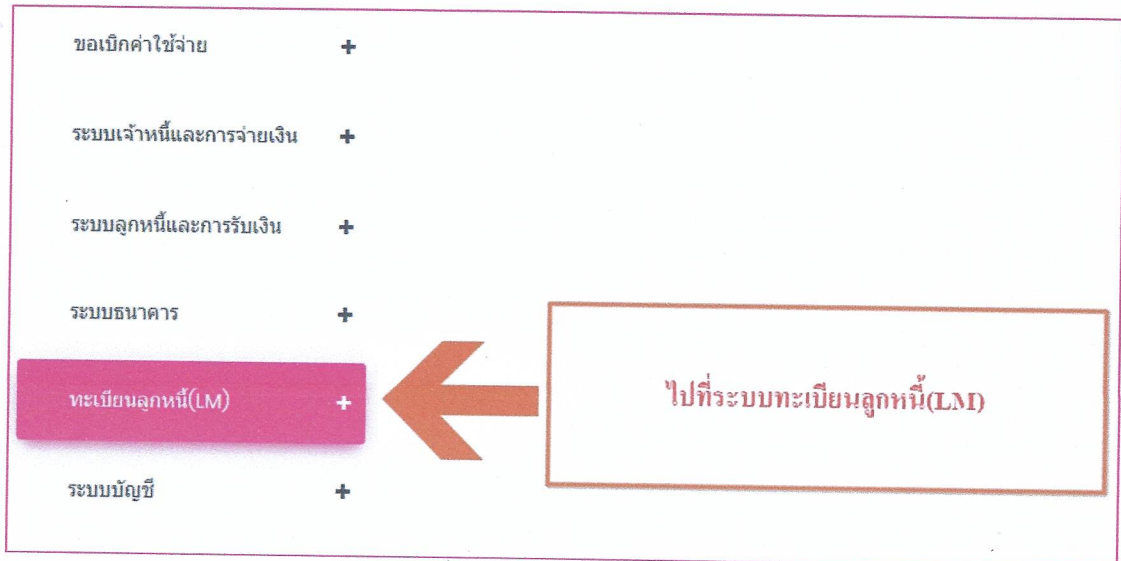 ขอเบิกค่าใช้จ่าย +
ระบบเจ้าหนี้และการจ่ายเงิน +
ระบบลูกหนี้และการรับเงิน +
ระบบธนาคาร +
ทะเบียนลูกหนี้(LM) +
ไปที่ระบบทะเบียนลูกหนี้(LM)
ระบบบัญชี +